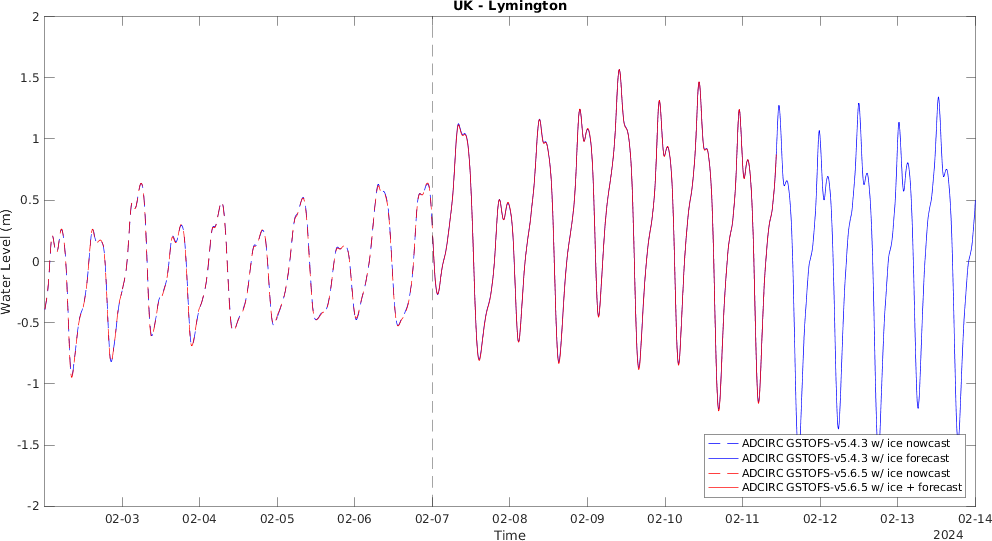 UK - Lymington
2
1.5
1
0.5
0
-0.5
-1
-1.5
-2
Water Level (m)
02-03 02-04 02-05 02-06 02-07 02-08 02-09 02-10 02-11 02-12 02-13 02-14
Time
2024
ADCIRC GSTOFS-v5.4.3 w/ ice nowcast
ADCIRC GSTOFS-v5.4.3 w/ ice forecast
ADCIRC GSTOFS-v5.6.5 w/ ice nowcast
ADCIRC GSTOFS-v5.6.5 w/ ice + forecast